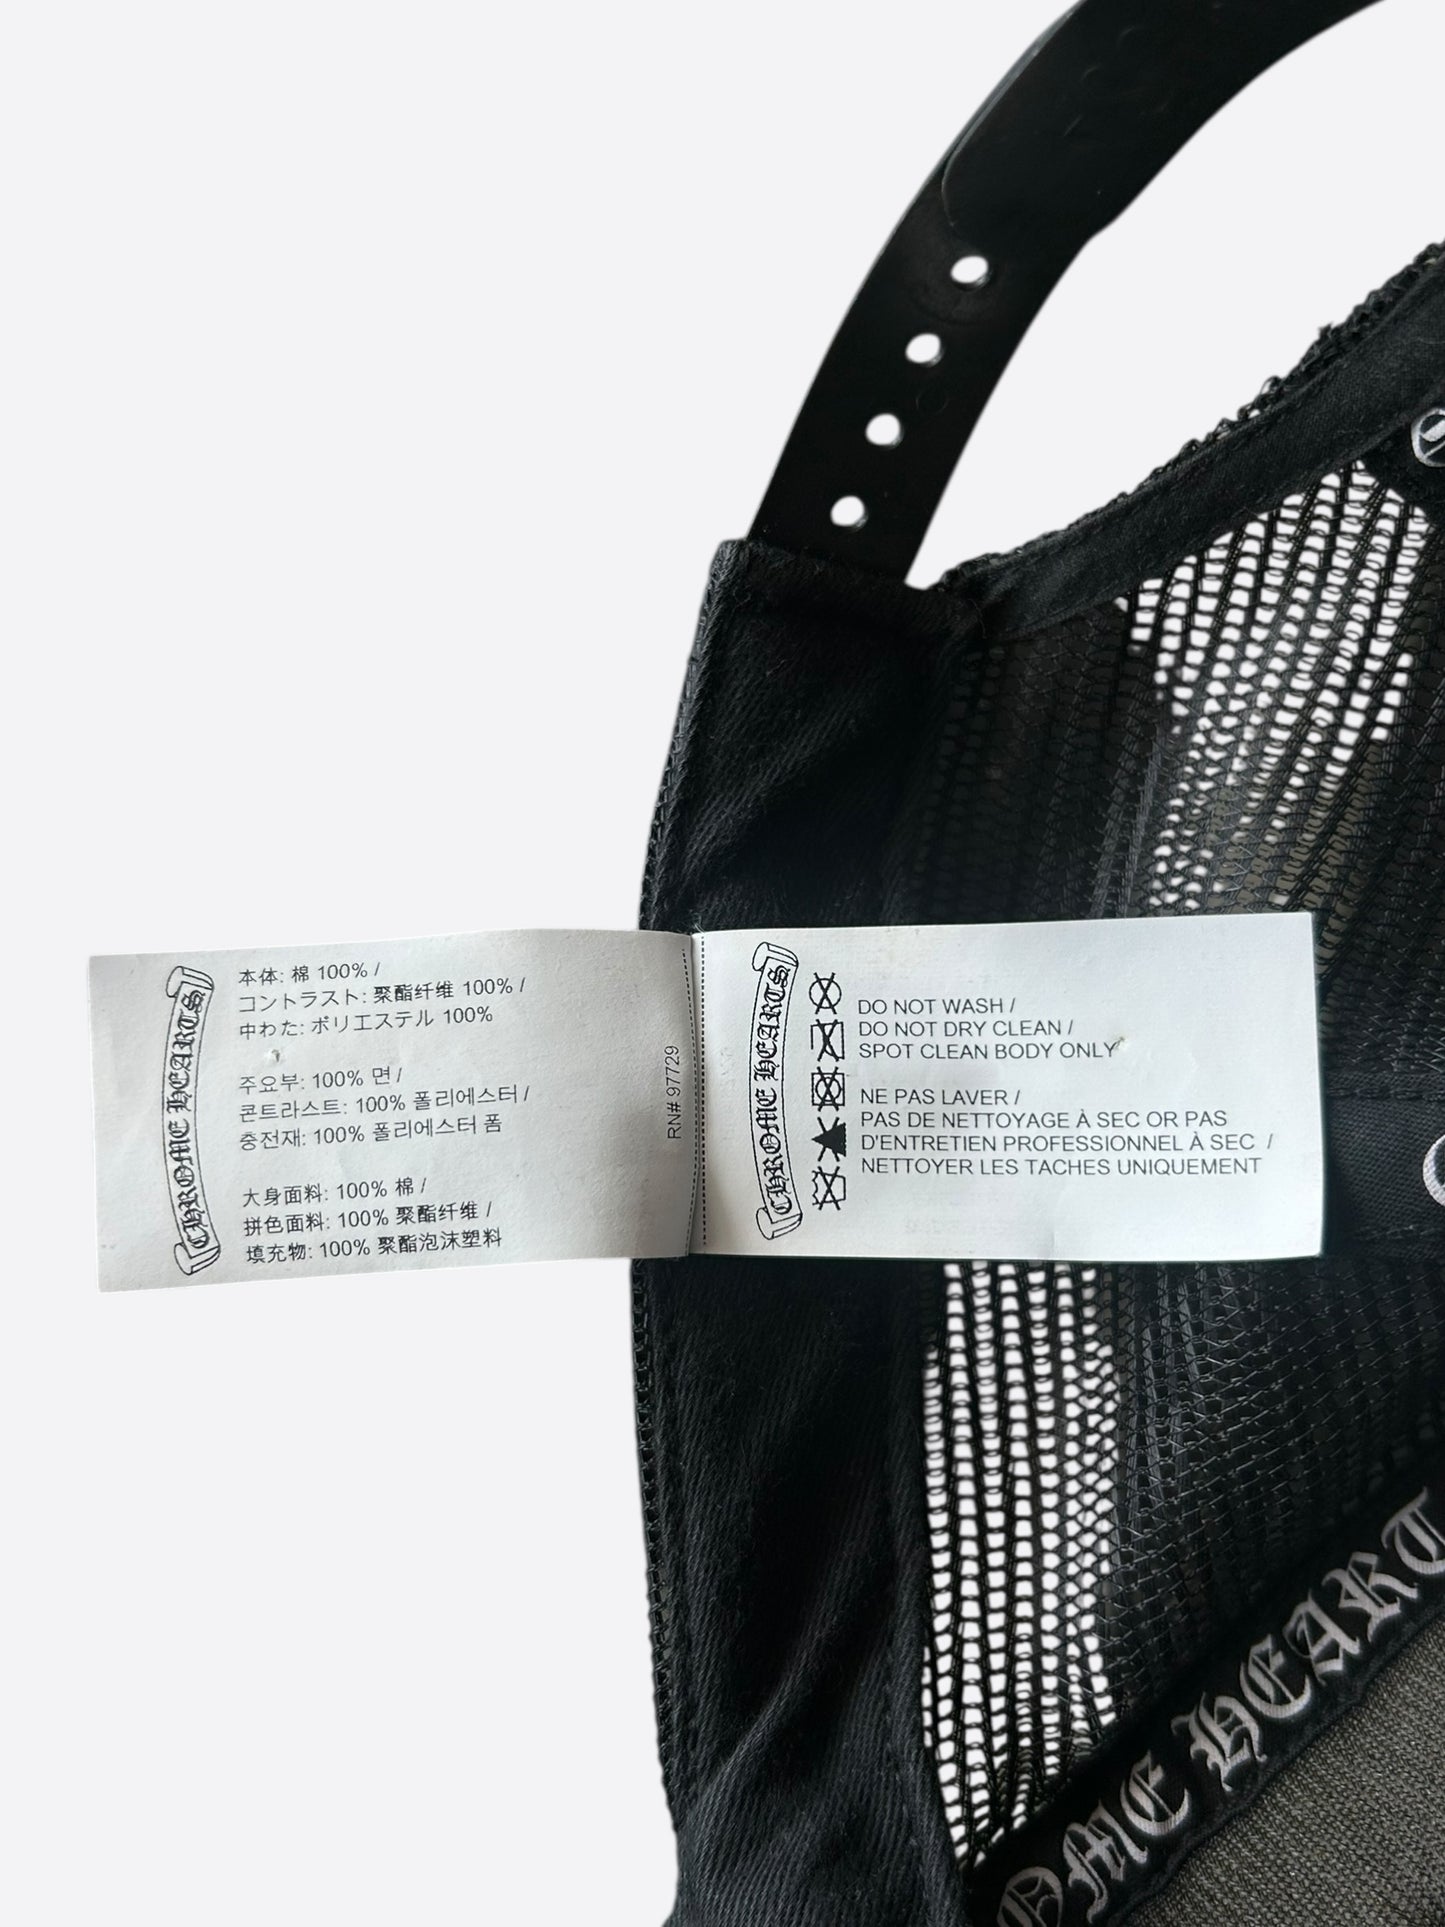 CHROME HEARTS
本体: 棉 100% /
コントラスト: 聚酯纤维 100% /
中わた: ポリエステル 100%
주요부: 100% 면 /
콘트라스트: 100% 폴리에스터 /
충전재: 100% 폴리에스터 폼
大身面料: 100% 棉 /
拼色面料: 100% 聚酯纤维 /
填充物: 100% 聚酯泡沫塑料
RN# 97729
CHROME HEARTS
DO NOT WASH /
DO NOT DRY CLEAN /
SPOT CLEAN BODY ONLY
NE PAS LAVER /
PAS DE NETTOYAGE À SEC OR PAS
D'ENTRETIEN PROFESSIONNEL À SEC /
NETTOYER LES TACHES UNIQUEMENT
OME HEART